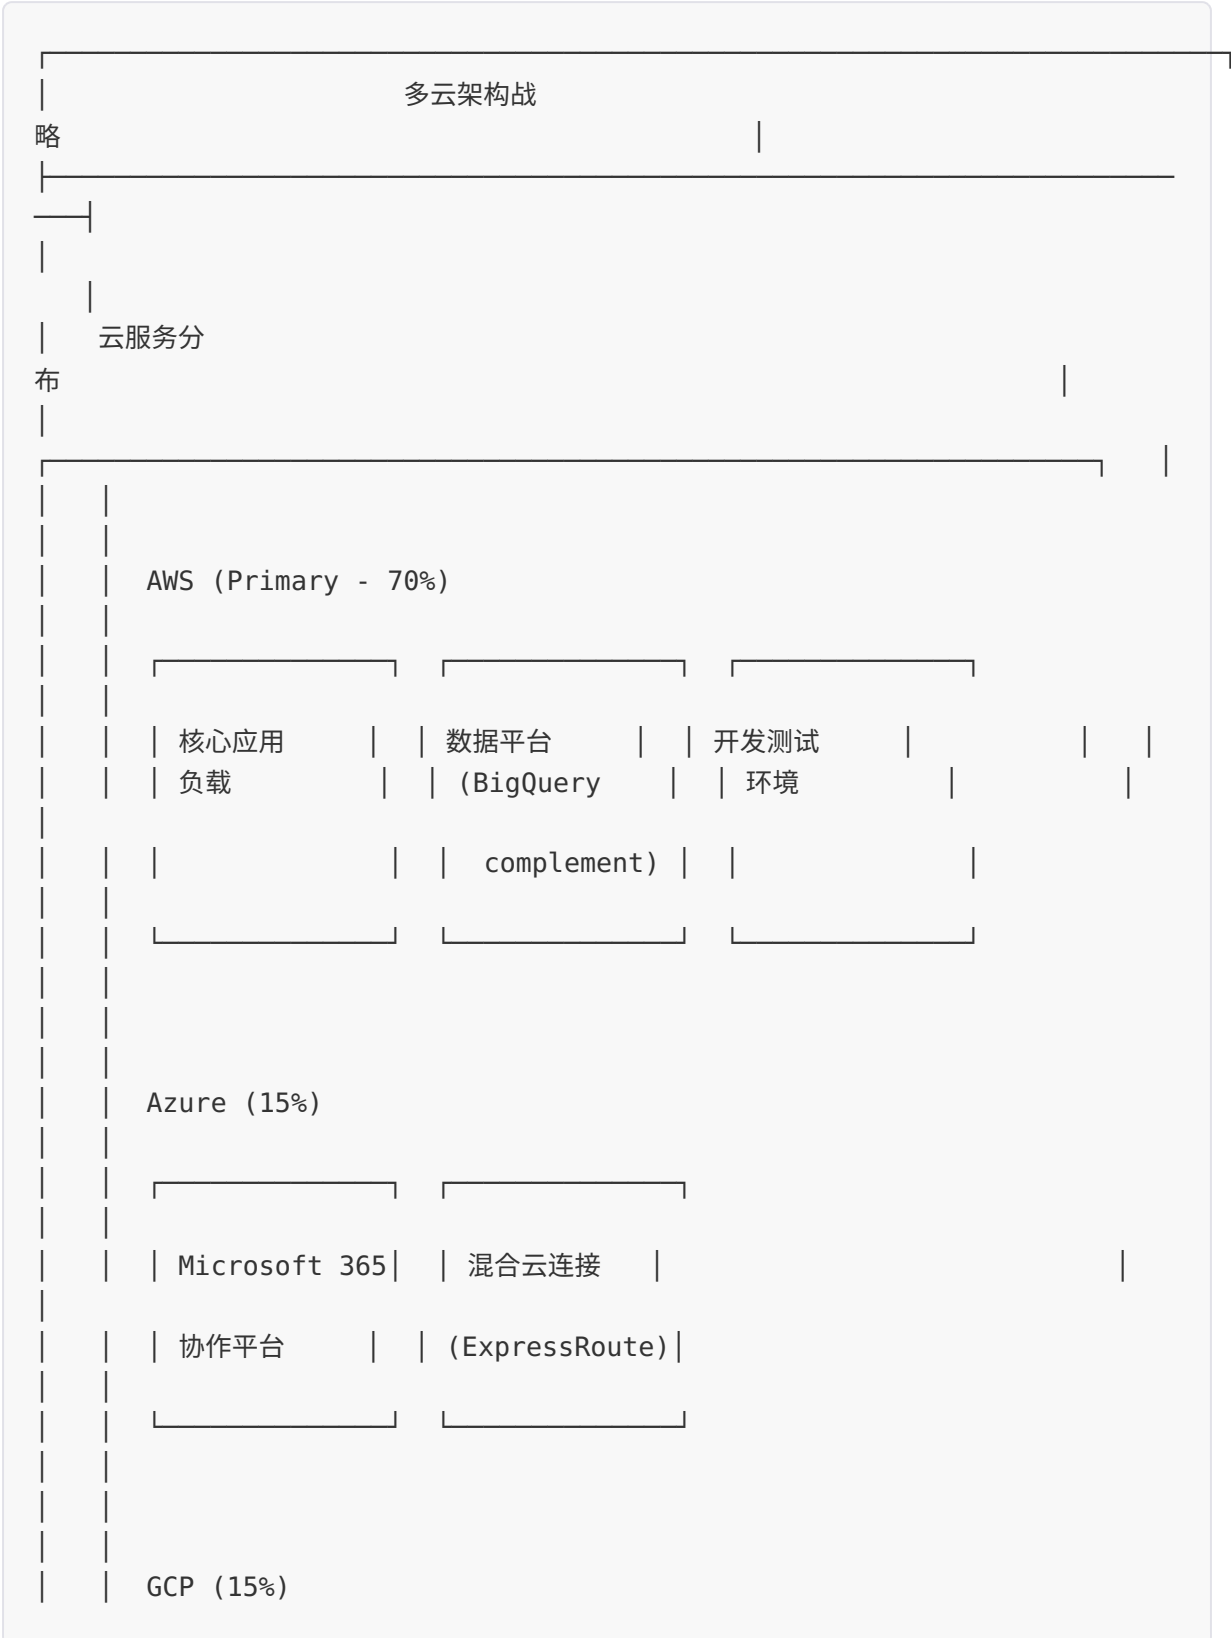 多云架构战
略
云服务分
布
AWS (Primary - 70%)
核心应用 数据平台 开发测试
负载 (BigQuery 环境
complement)
Azure (15%)
Microsoft 365 混合云连接
协作平台 (ExpressRoute)
GCP (15%)